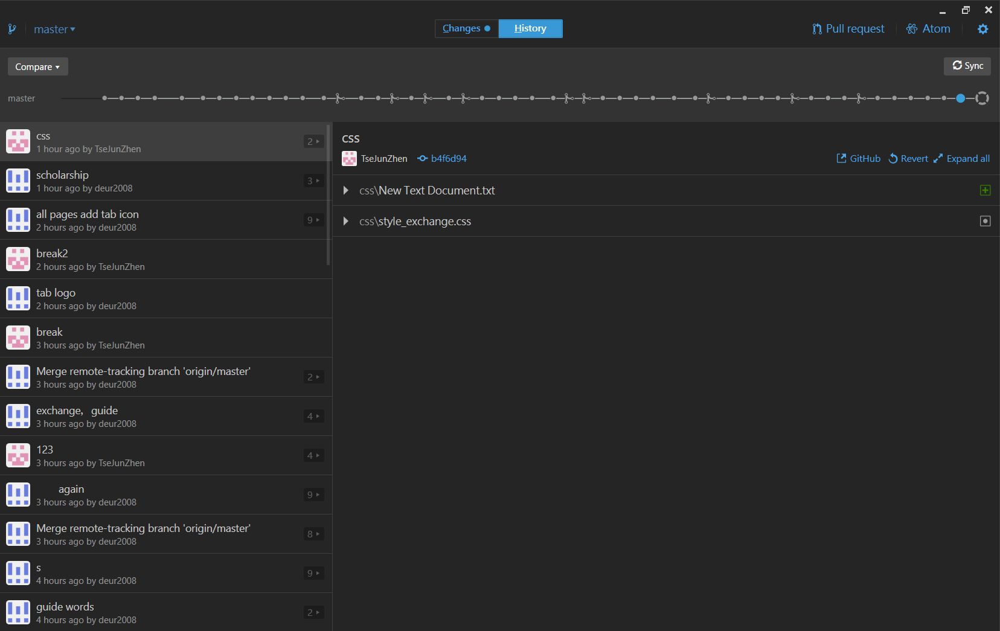 master
Changes
History
Pull request
Atom
Compare
Sync
master
css
1 hour ago by TseJunZhen
2
scholarship
1 hour ago by deur2008
3
all pages add tab icon
2 hours ago by deur2008
9
break2
2 hours ago by TseJunZhen
tab logo
2 hours ago by deur2008
break
3 hours ago by TseJunZhen
Merge remote-tracking branch 'origin/master'
3 hours ago by deur2008
2
exchange，guide
3 hours ago by deur2008
4
123
3 hours ago by TseJunZhen
4
again
3 hours ago by deur2008
9
Merge remote-tracking branch 'origin/master'
3 hours ago by deur2008
8
s
4 hours ago by deur2008
9
guide words
4 hours ago by deur2008
2
css
TseJunZhen
b4f6d94
GitHub
Revert
Expand all
css\New Text Document.txt
css\style_exchange.css